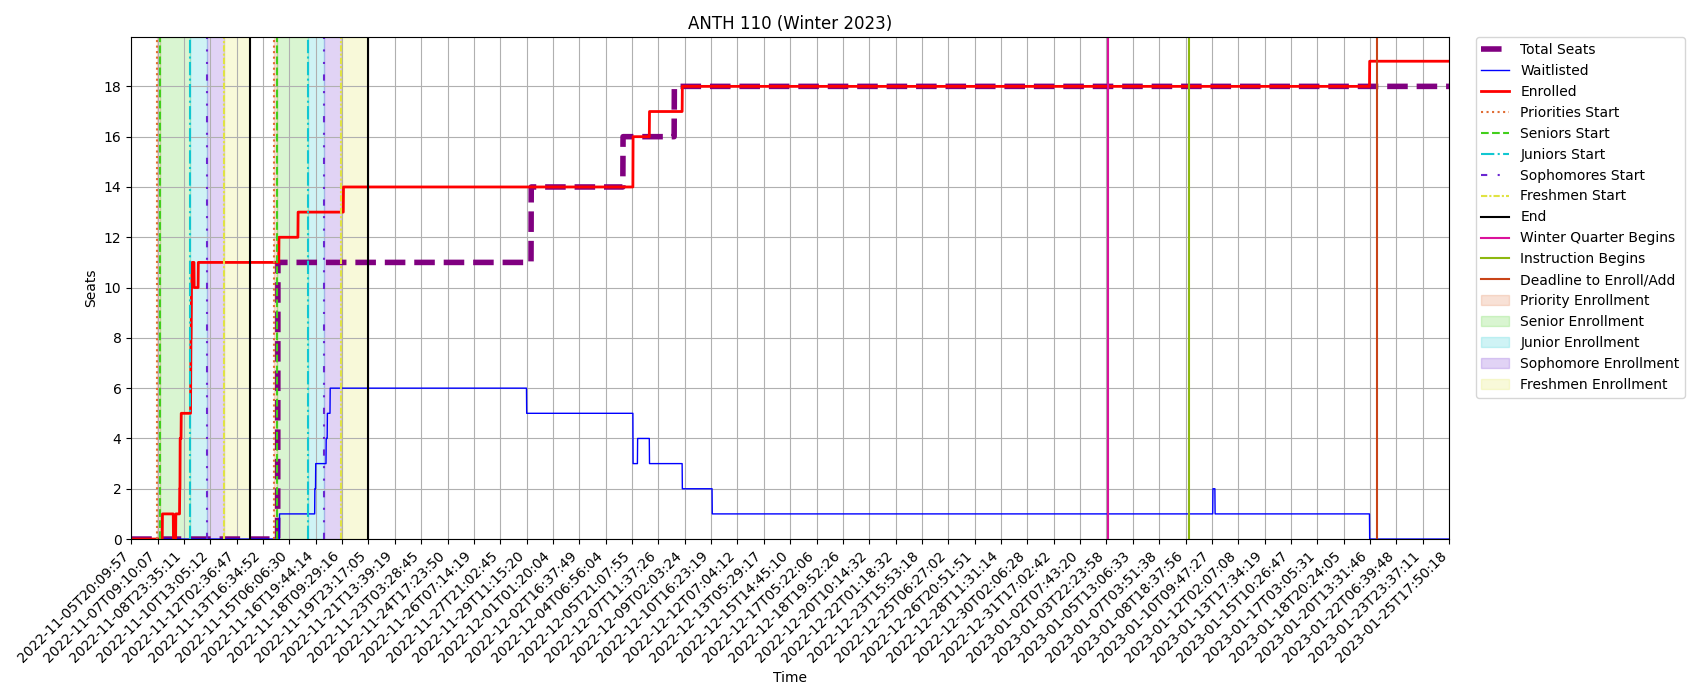 ANTH 110 (Winter 2023)
Seats
18
16
14
12
10
8
6
4
2
0
2022-11-05T20:09:57
2022-11-07T09:10:07
2022-11-08T23:35:11
2022-11-10T13:05:12
2022-11-12T02:36:47
2022-11-13T16:34:52
2022-11-15T06:06:30
2022-11-16T19:44:14
2022-11-18T09:29:16
2022-11-19T23:17:05
2022-11-21T13:39:19
2022-11-23T03:28:45
2022-11-24T17:23:50
2022-11-26T07:14:19
2022-11-27T21:02:45
2022-11-29T11:15:20
2022-12-01T01:20:04
2022-12-02T16:37:49
2022-12-04T06:56:04
2022-12-05T21:07:55
2022-12-07T11:37:26
2022-12-09T02:03:24
2022-12-10T16:23:19
2022-12-12T07:04:12
2022-12-13T05:29:17
2022-12-15T14:45:10
2022-12-17T05:22:06
2022-12-18T19:52:26
2022-12-20T10:14:32
2022-12-22T01:18:32
2022-12-23T15:53:18
2022-12-25T06:27:02
2022-12-26T20:51:51
2022-12-28T11:31:14
2022-12-30T02:06:28
2022-12-31T17:02:42
2023-01-02T07:43:20
2023-01-03T22:23:58
2023-01-05T13:06:33
2023-01-07T03:51:38
2023-01-08T18:37:56
2023-01-10T09:47:27
2023-01-12T02:07:08
2023-01-13T17:34:19
2023-01-15T10:26:47
2023-01-17T03:05:31
2023-01-18T20:24:05
2023-01-20T13:31:46
2023-01-22T06:39:48
2023-01-23T23:37:11
2023-01-25T17:50:18
Time
Total Seats
Waitlisted
Enrolled
Priorities Start
Seniors Start
Juniors Start
Sophomores Start
Freshmen Start
End
Winter Quarter Begins
Instruction Begins
Deadline to Enroll/Add
Priority Enrollment
Senior Enrollment
Junior Enrollment
Sophomore Enrollment
Freshmen Enrollment